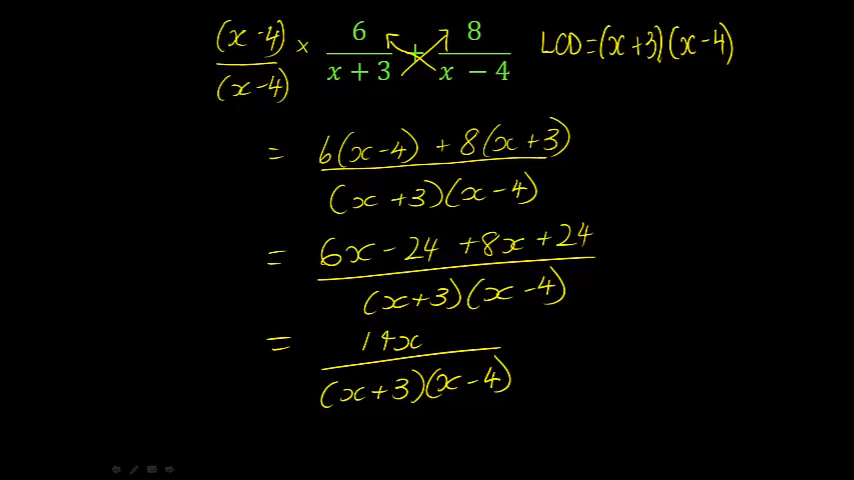 (x - 4)/(x - 4) × 6/(x + 3) + 8/(x - 4) LCD = (x + 3)(x - 4)
= (6(x - 4) + 8(x + 3))/((x + 3)(x - 4))
= (6x - 24 + 8x + 24)/((x + 3)(x - 4))
= 14x/((x + 3)(x - 4))